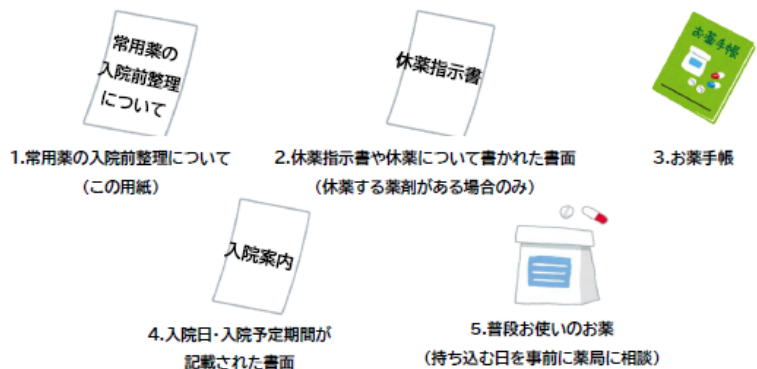 常用薬の
入院前整理
について
休薬指示書
お薬手帳
1.常用薬の入院前整理について
(この用紙)
2.休薬指示書や休薬について書かれた書面
(休薬する薬剤がある場合のみ)
3.お薬手帳
入院案内
4.入院日・入院予定期間が
記載された書面
5.普段お使いのお薬
(持ち込む日を事前に薬局に相談)